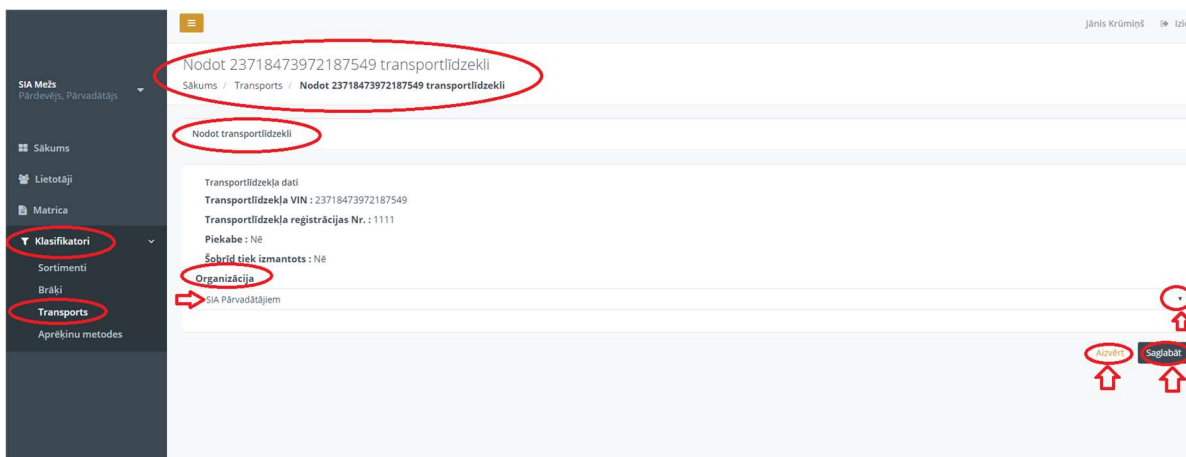 Jānis Krūmiņš
Nodot 23718473972187549 transportlīdzekli
Sākums / Transports / Nodot 23718473972187549 transportlīdzekli
SIA Mežs
Pārdevējs, Pārvadātājs
Nodot transportlīdzekli
Sākums
Lietotāji
Matrica
Klasifikatori
Sortimenti
Brāķi
Transports
Aprēķinu metodes
Transportlīdzekļa dati
Transportlīdzekļa VIN : 23718473972187549
Transportlīdzekļa reģistrācijas Nr. : 1111
Piekabe : Nē
Šobrīd tiek izmantots : Nē
Organizācija
SIA Pārvadātājiem
Aizvērt
Saglabāt